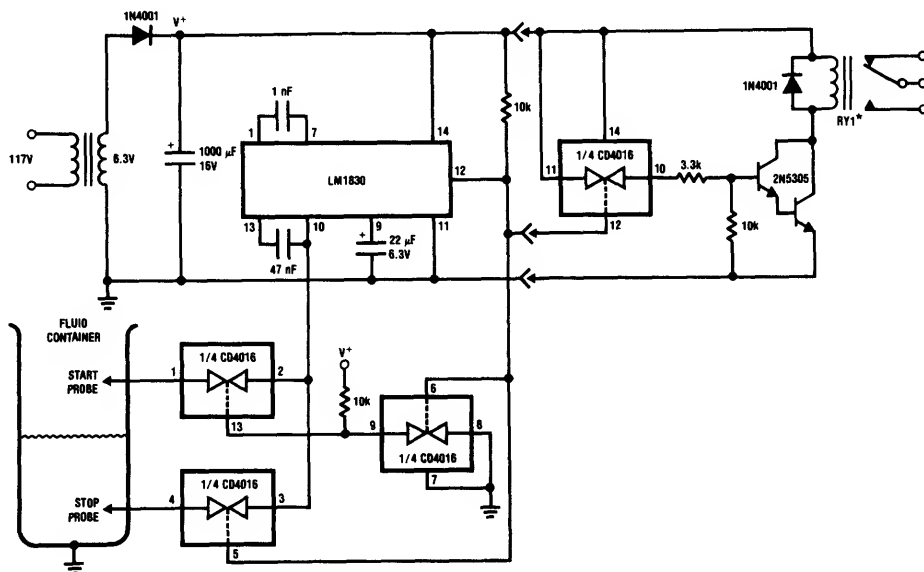 1N4001
V+
117V
6.3V
+
1000 µF
16V
1 nF
1
7
14
LM1830
12
13
10
9
11
47 nF
+
22 µF
6.3V
10k
14
1/4 CD4016
11
10
12
3.3k
10k
1N4001
RY1*
2N5305
FLUID
CONTAINER
START
PROBE
1/4 CD4016
1
2
13
V+
10k
6
9
8
1/4 CD4016
7
STOP
PROBE
1/4 CD4016
4
3
5